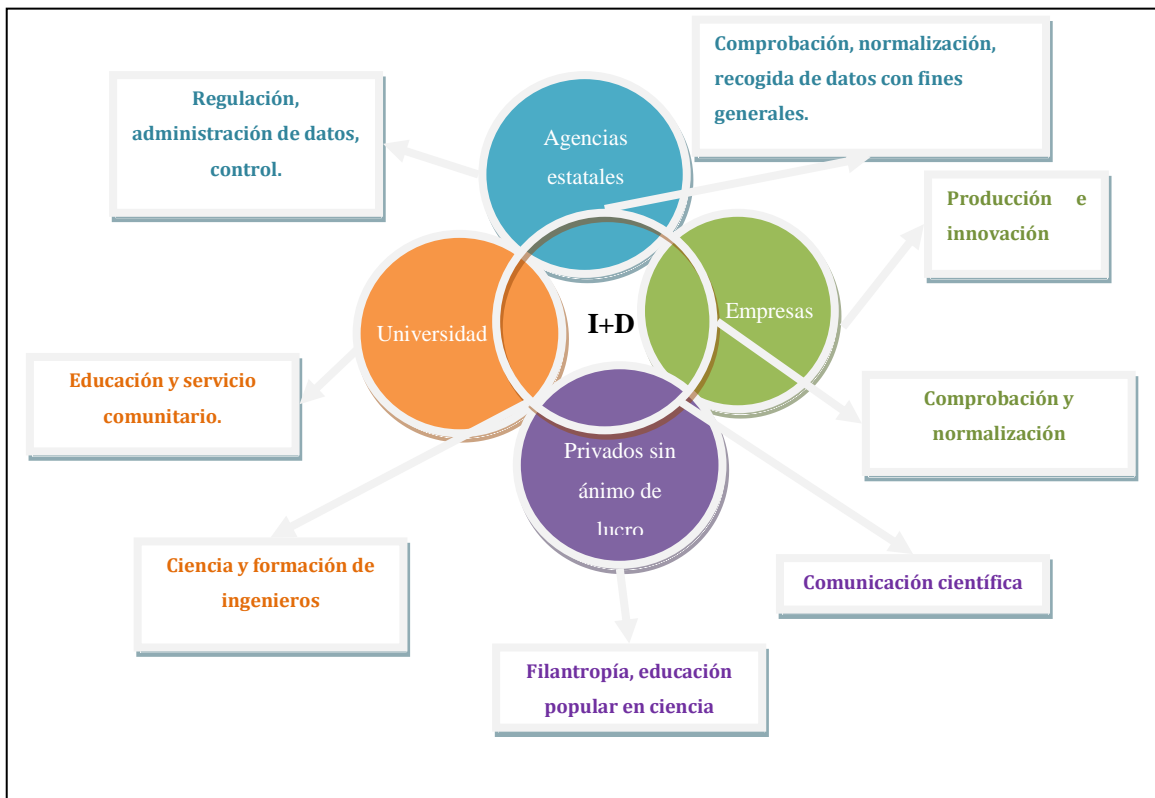 Comprobación, normalización,
recogida de datos con fines
generales.
Regulación,
administración de datos,
control.
Agencias
estatales
Producción e
innovación
Universidad
I+D
Empresas
Educación y servicio
comunitario.
Comprobación y
normalización
Privados sin
ánimo de
lucro
Ciencia y formación de
ingenieros
Comunicación científica
Filantropía, educación
popular en ciencia